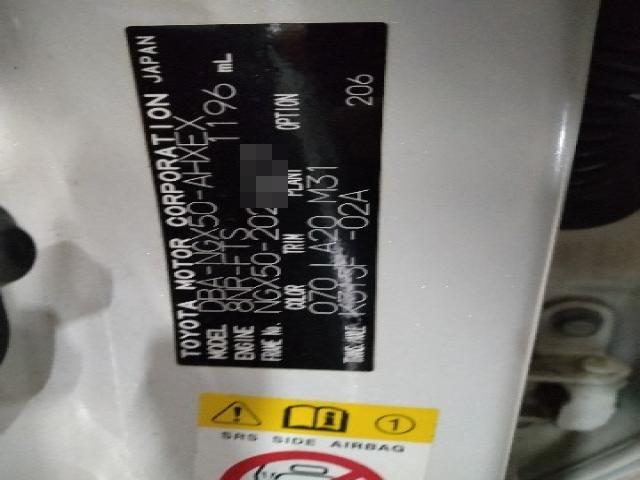 TOYOTA MOTOR CORPORATION JAPAN
MODEL DBA-NGX50-AHXEX
ENGINE 8NR-FTS 1196 mL
FRAME No. NGX50-202
COLOR TRIM PLANT OPTION
070 LA20 M31
TRANS./AXLE K313F -02A 206
1
SRS SIDE AIRBAG